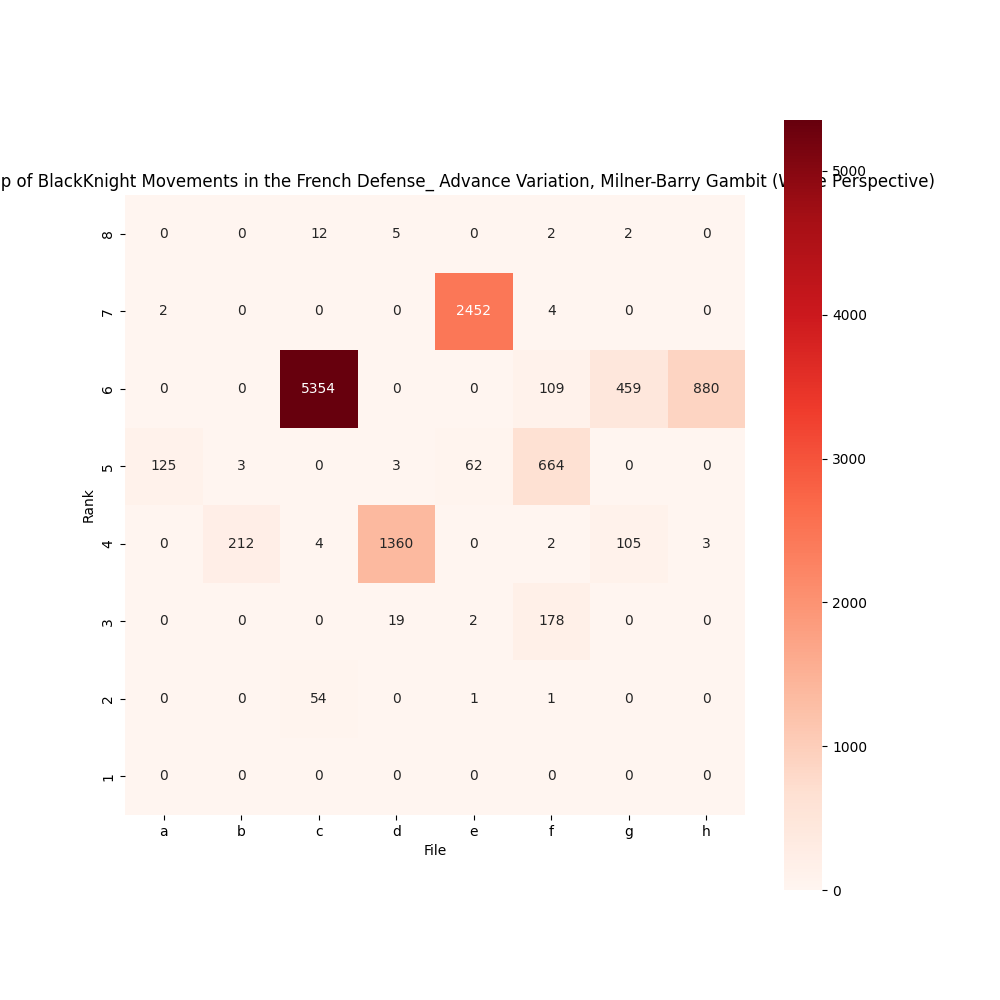 p of BlackKnight Movements in the French Defense_ Advance Variation, Milner-Barry Gambit (W e Perspective)
8 0 0 12 5 0 2 2 0
7 2 0 0 0 2452 4 0 0
6 0 0 5354 0 0 109 459 880
5 125 3 0 3 62 664 0 0
4 0 212 4 1360 0 2 105 3
3 0 0 0 19 2 178 0 0
2 0 0 54 0 1 1 0 0
1 0 0 0 0 0 0 0 0
a b c d e f g h
File
Rank
5000
4000
3000
2000
1000
0